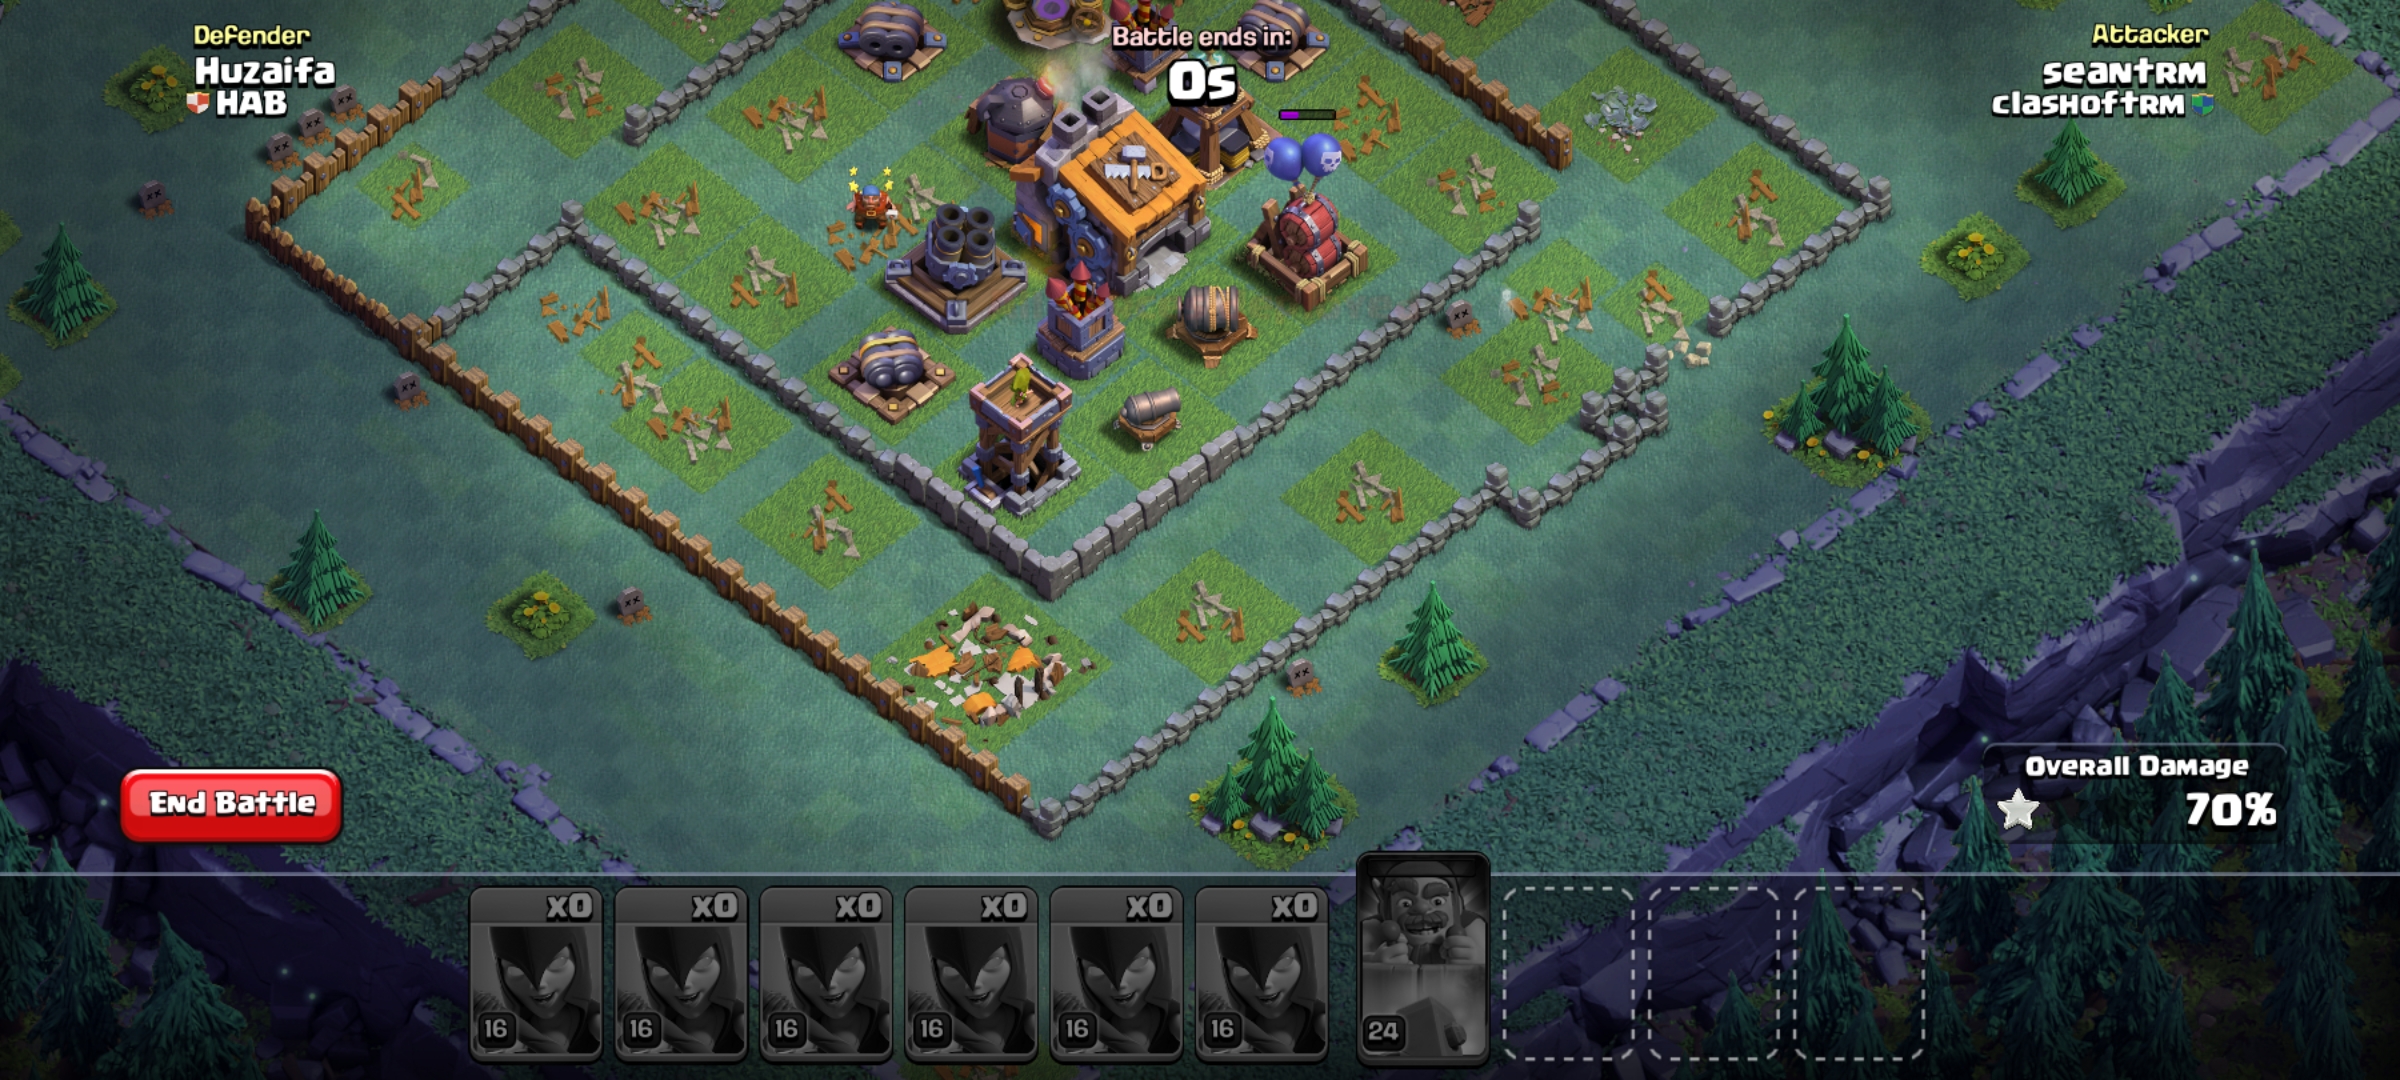 Defender
Huzaifa
HAB
Battle ends in:
0s
Attacker
seantRM
clashoftRM
End Battle
Overall Damage
70%
x0 x0 x0 x0 x0 x0
16 16 16 16 16 16 24